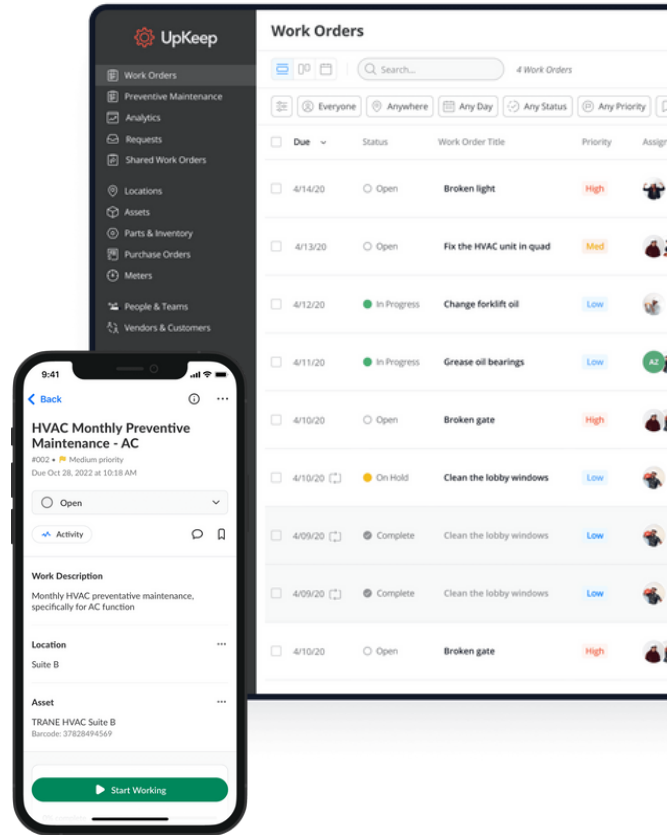 UpKeep
Work Orders
Preventive Maintenance
Analytics
Requests
Shared Work Orders
Locations
Assets
Parts & Inventory
Purchase Orders
Meters
People & Teams
Vendors & Customers
Work Orders
Search...
4 Work Orders
Everyone
Anywhere
Any Day
Any Status
Any Priority
Due Status Work Order Title Priority Assign
4/14/20 Open Broken light High
4/13/20 Open Fix the HVAC unit in quad Med
4/12/20 In Progress Change forklift oil Low
4/11/20 In Progress Grease oil bearings Low AZ
4/10/20 Open Broken gate High
4/10/20 On Hold Clean the lobby windows Low
4/09/20 Complete Clean the lobby windows Low
4/09/20 Complete Clean the lobby windows Low
4/10/20 Open Broken gate High
9:41
Back
HVAC Monthly Preventive
Maintenance - AC
#002 • Medium priority
Due Oct 28, 2022 at 10:18 AM
Open
Activity
Work Description
Monthly HVAC preventative maintenance,
specifically for AC function
Location
Suite B
Asset
TRANE HVAC Suite B
Barcode: 37828494569
Start Working